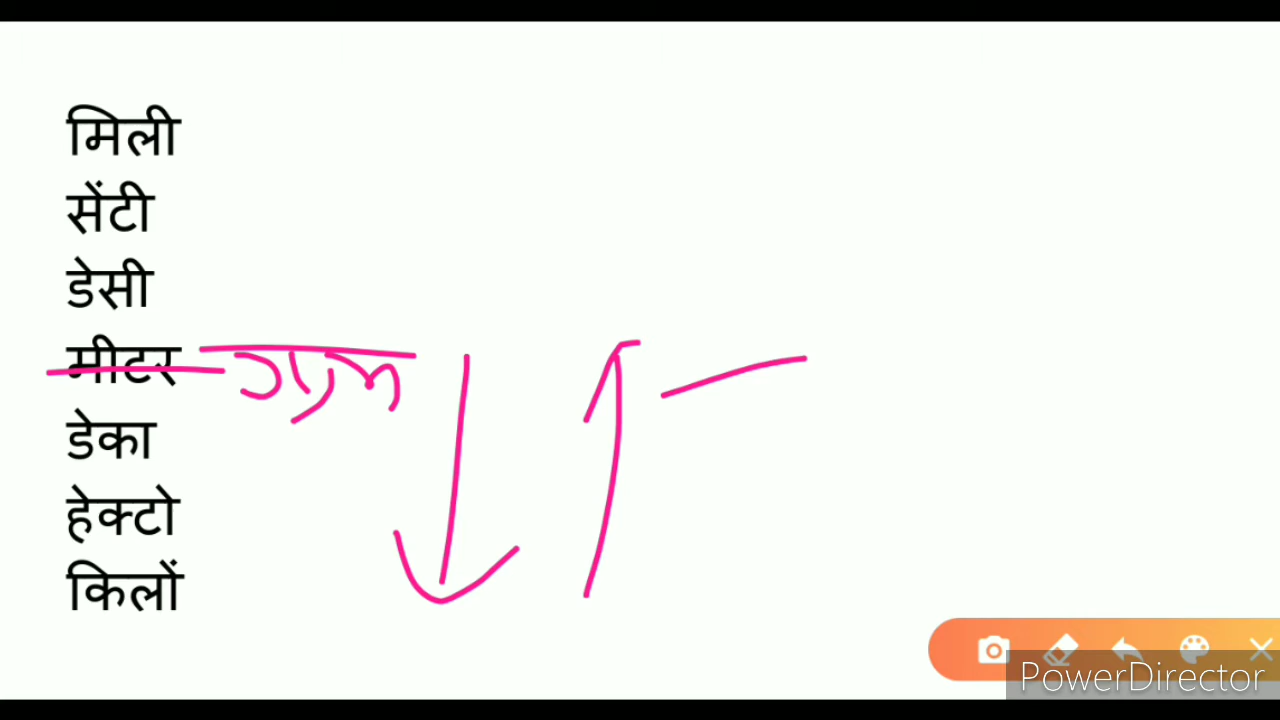 मिली
सेंटी
डेसी
मीटर
डेका
हेक्टो
किलों
PowerDirector